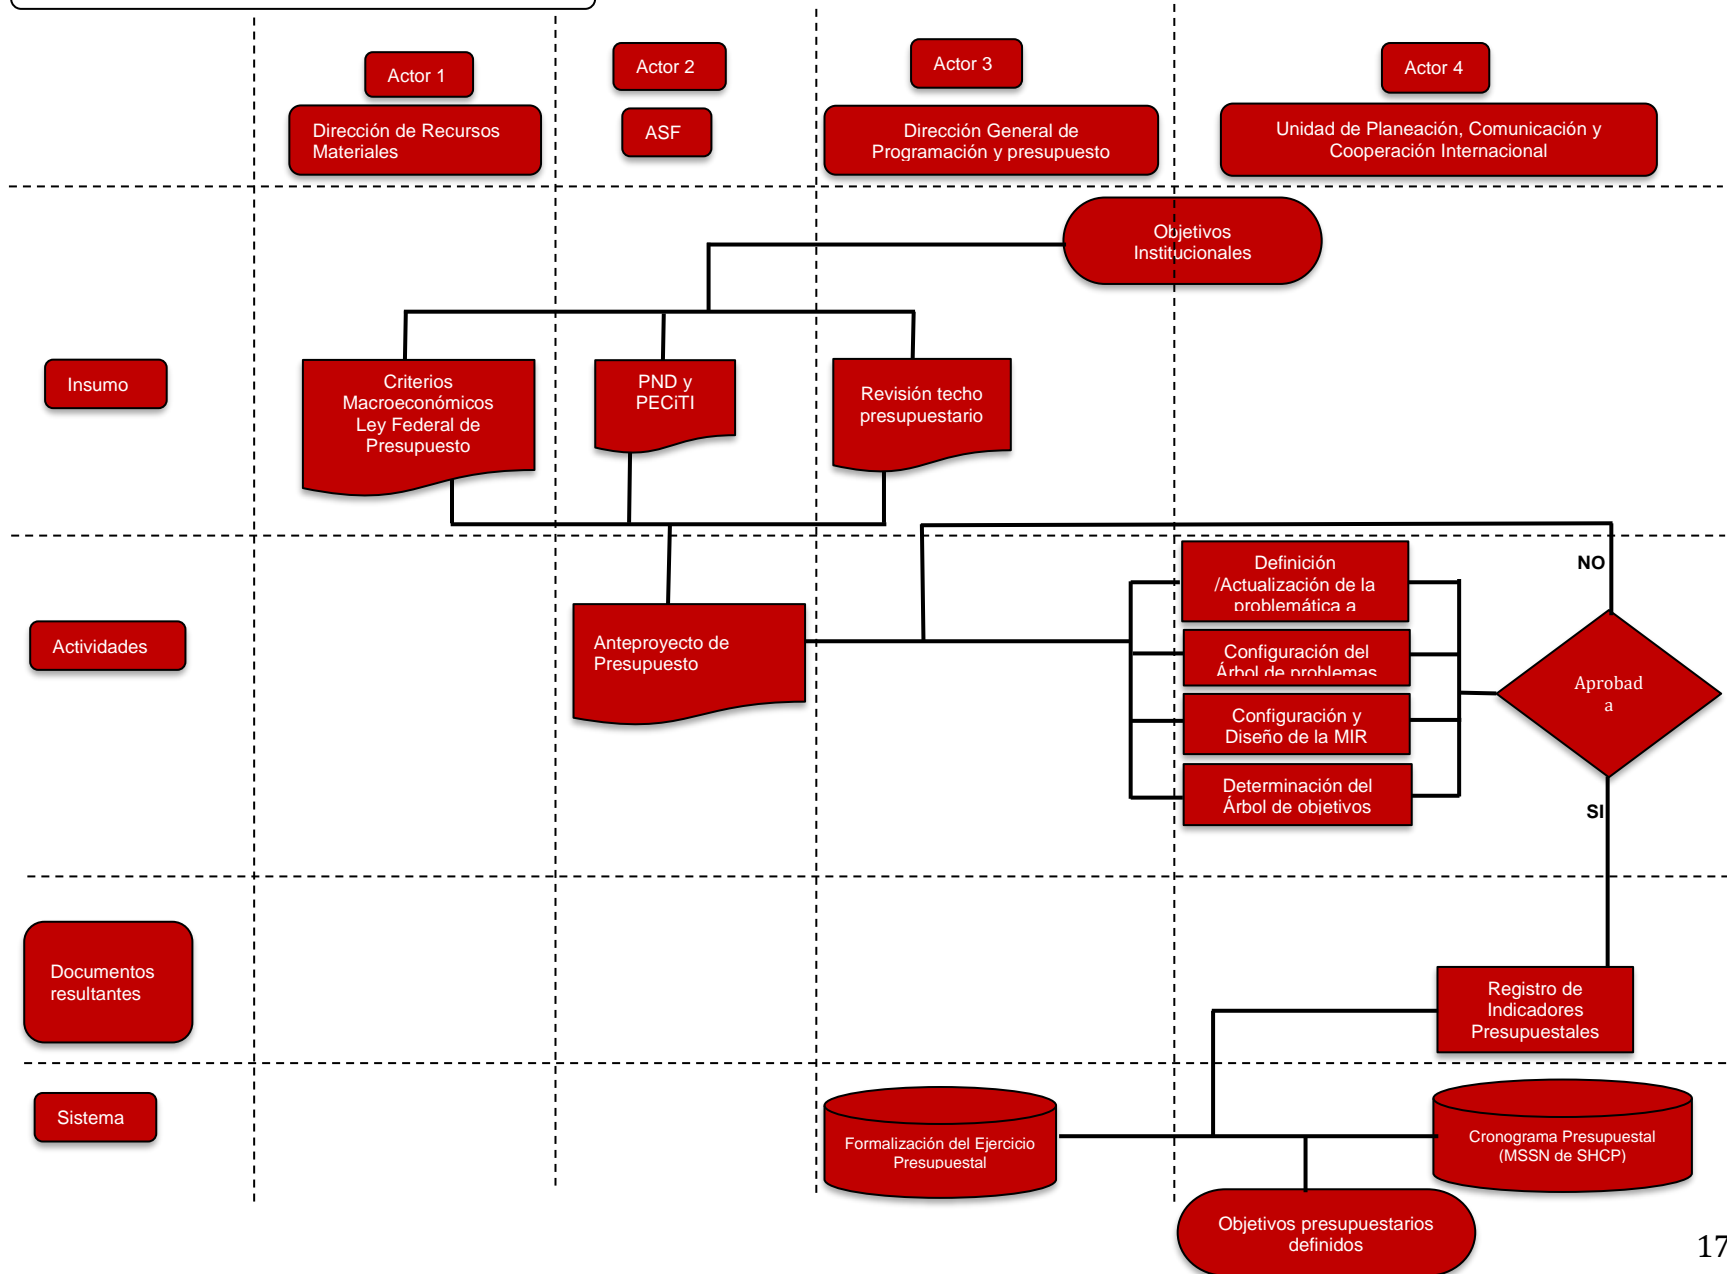 Actor 1
Actor 2
Actor 3
Actor 4
Dirección de Recursos
Materiales
ASF
Dirección General de
Programación y presupuesto
Unidad de Planeación, Comunicación y
Cooperación Internacional
Objetivos
Institucionales
Insumo
Criterios
Macroeconómicos
Ley Federal de
Presupuesto
PND y
PECiTI
Revisión techo
presupuestario
Actividades
Anteproyecto de
Presupuesto
Definición
/Actualización de la
problemática a
Configuración del
Árbol de problemas
Configuración y
Diseño de la MIR
Determinación del
Árbol de objetivos
NO
Aprobad
a
SI
Documentos
resultantes
Registro de
Indicadores
Presupuestales
Sistema
Formalización del Ejercicio
Presupuestal
Cronograma Presupuestal
(MSSN de SHCP)
Objetivos presupuestarios
definidos
17